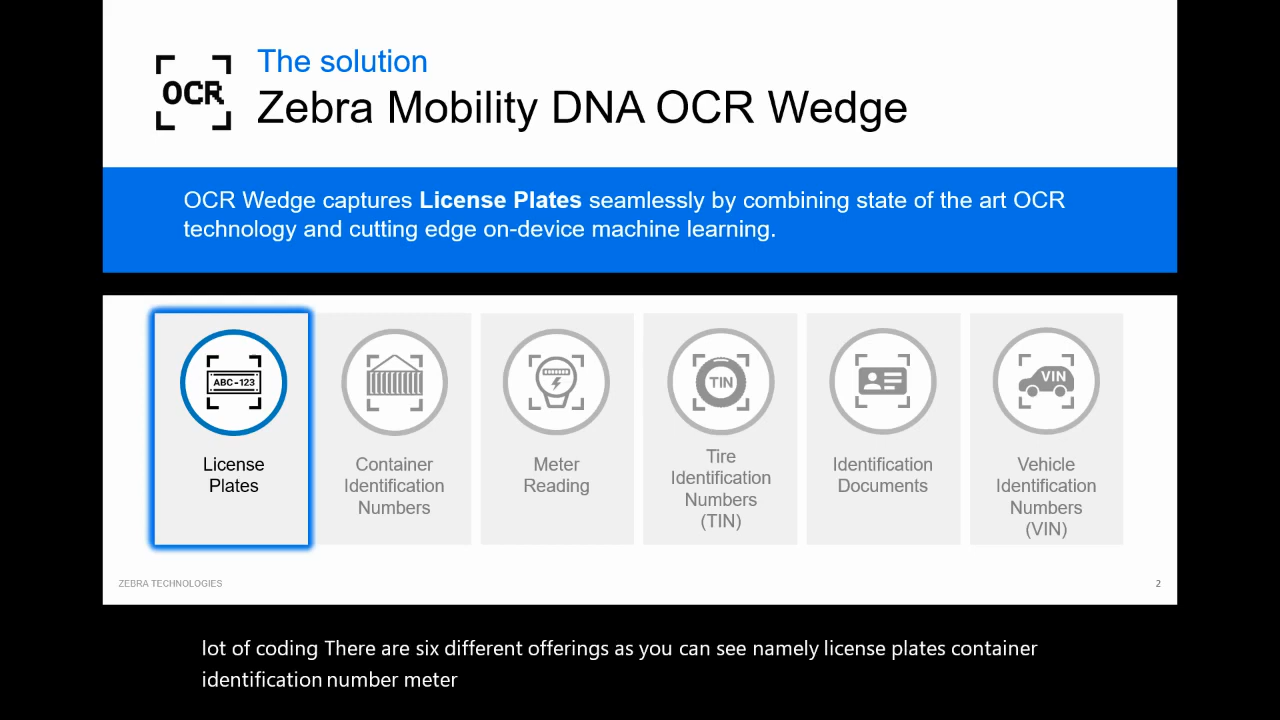 OCR
The solution
Zebra Mobility DNA OCR Wedge
OCR Wedge captures License Plates seamlessly by combining state of the art OCR
technology and cutting edge on-device machine learning.
ABC-123
License
Plates
Container
Identification
Numbers
Meter
Reading
TIN
Tire
Identification
Numbers
(TIN)
Identification
Documents
VIN
Vehicle
Identification
Numbers
(VIN)
ZEBRA TECHNOLOGIES
2
lot of coding There are six different offerings as you can see namely license plates container
identification number meter